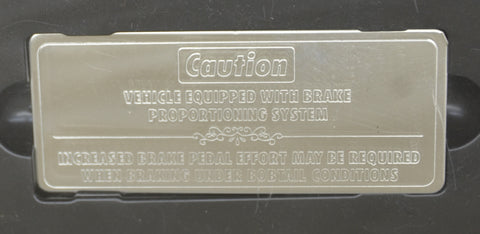 Caution
VEHICLE EQUIPPED WITH BRAKE
PROPORTIONING SYSTEM
INCREASED BRAKE PEDAL EFFORT MAY BE REQUIRED
WHEN BRAKING UNDER BOBTAIL CONDITIONS